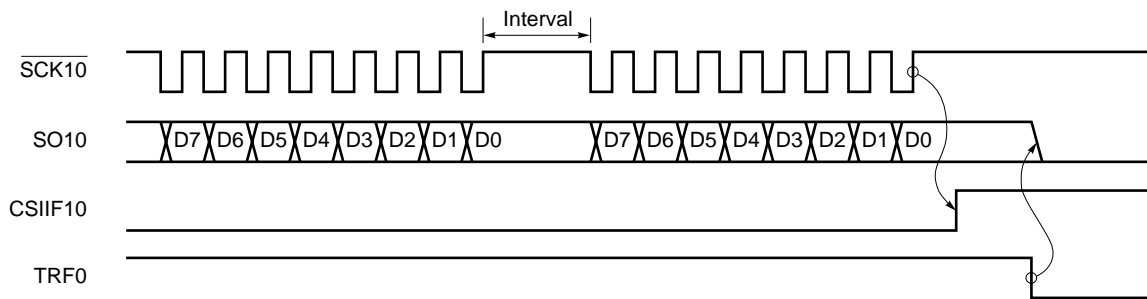 Interval
SCK10
SO10 D7 D6 D5 D4 D3 D2 D1 D0 D7 D6 D5 D4 D3 D2 D1 D0
CSIIF10
TRF0